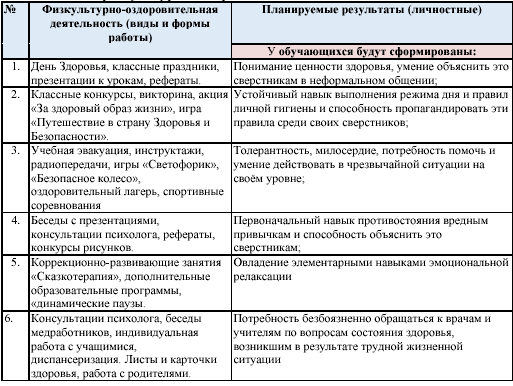 №
Физкультурно-оздоровительная
деятельность (виды и формы
работы)
Планируемые результаты (личностные)
У обучающихся будут сформированы:
1.
День Здоровья, классные праздники,
презентации к урокам, рефераты.
Понимание ценности здоровья, умение объяснить это
сверстникам в неформальном общении;
2.
Классные конкурсы, викторина, акция
«За здоровый образ жизни», игра
«Путешествие в страну Здоровья и
Безопасности».
Устойчивый навык выполнения режима дня и правил
личной гигиены и способность пропагандировать эти
правила среди своих сверстников;
3.
Учебная эвакуация, инструктажи,
радиопередачи, игры «Светофорик»,
«Безопасное колесо»,
оздоровительный лагерь, спортивные
соревнования
Толерантность, милосердие, потребность помочь и
умение действовать в чрезвычайной ситуации на
своём уровне;
4.
Беседы с презентациями,
консультации психолога, рефераты,
конкурсы рисунков.
Первоначальный навык противостояния вредным
привычкам и способность объяснить это
сверстникам;
5.
Коррекционно-развивающие занятия
«Сказкотерапия», дополнительные
образовательные программы,
«динамические паузы.
Овладение элементарными навыками эмоциональной
релаксации
6.
Консультации психолога, беседы
медработников, индивидуальная
работа с учащимися,
диспансеризация. Листы и карточки
здоровья, работа с родителями.
Потребность безбоязненно обращаться к врачам и
учителям по вопросам состояния здоровья,
возникшим в результате трудной жизненной
ситуации